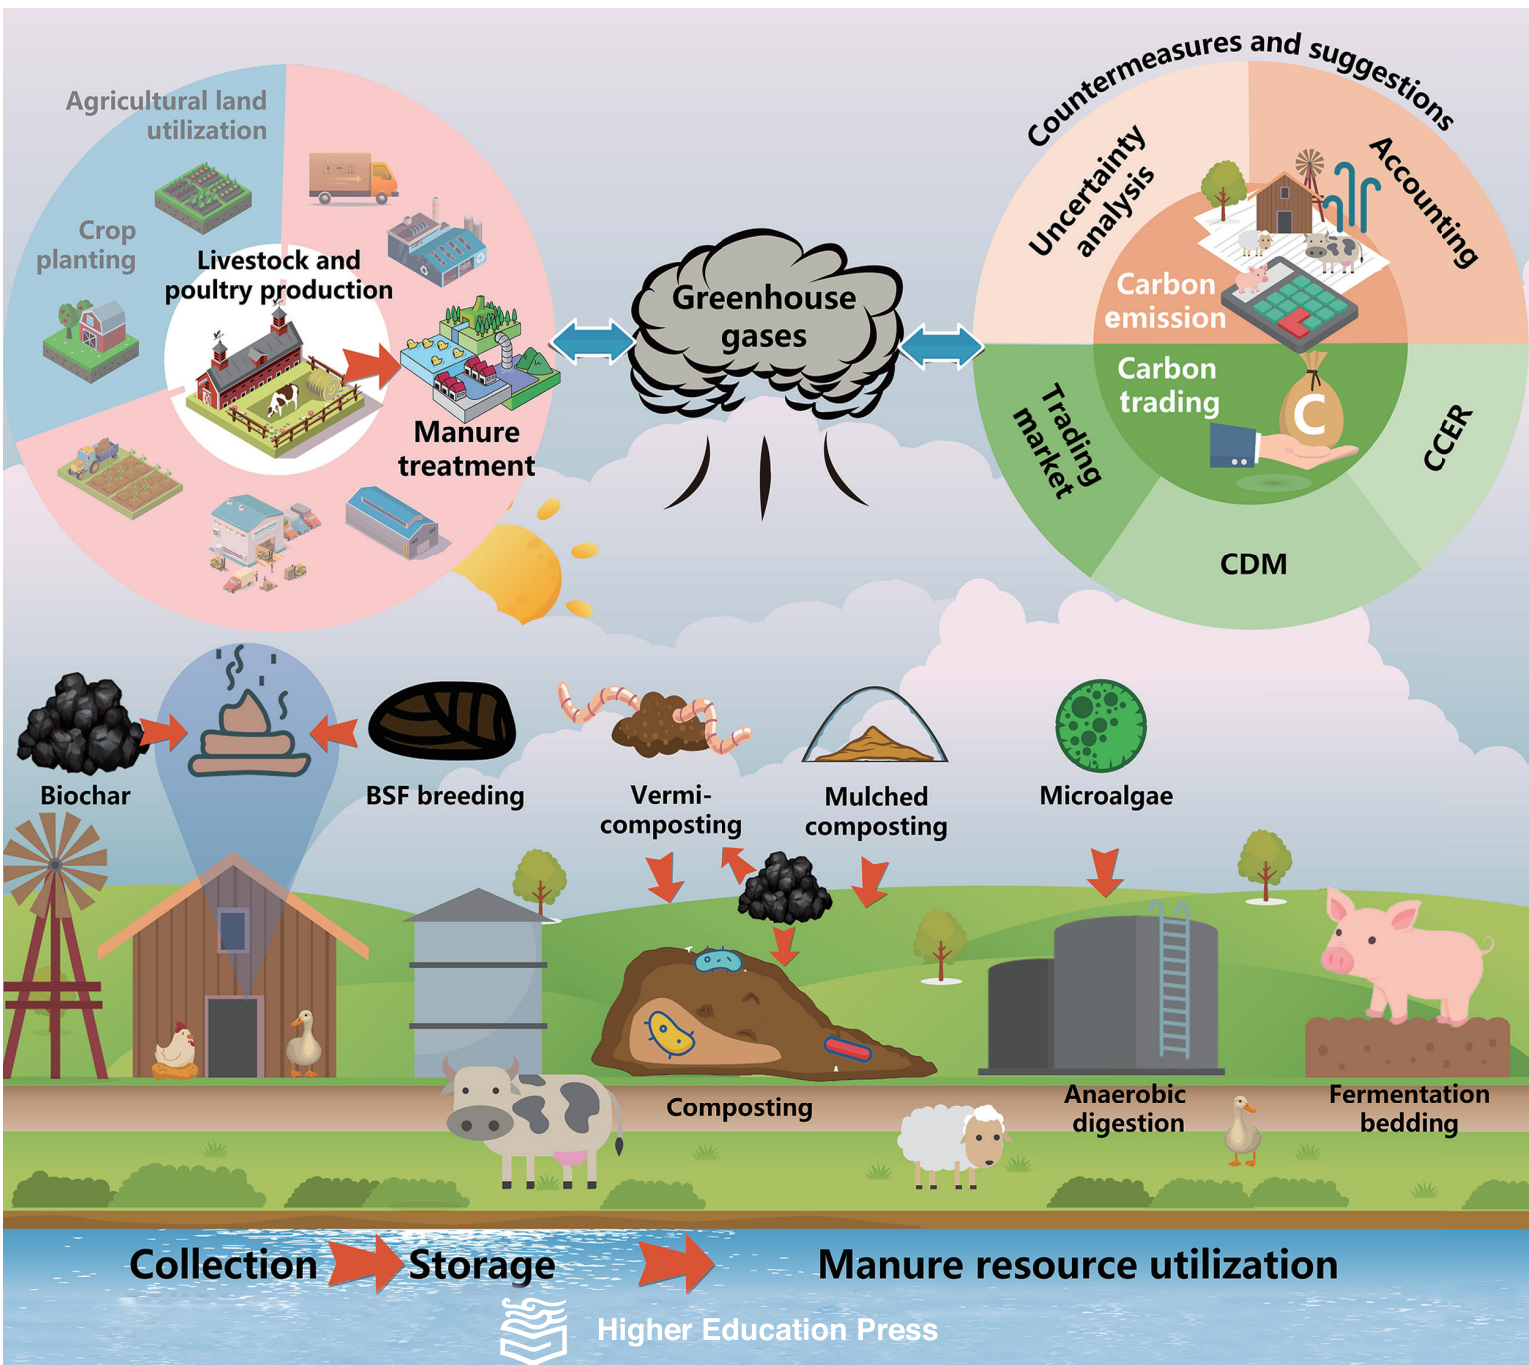 Agricultural land
utilization
Crop
planting
Livestock and
poultry production
Manure
treatment
Greenhouse
gases
Countermeasures and suggestions
Uncertainty
analysis
Accounting
Carbon
emission
Carbon
trading
C
Trading
market
CDM
CCER
Biochar
BSF breeding
Vermi-
composting
Mulched
composting
Microalgae
Composting
Anaerobic
digestion
Fermentation
bedding
Collection
Storage
Manure resource utilization
Higher Education Press